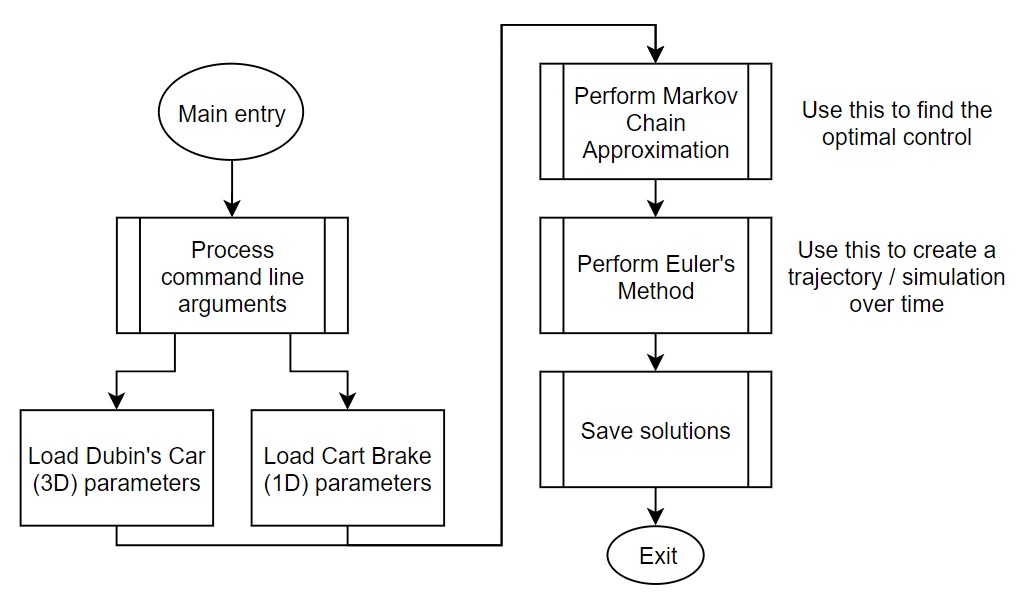 Main entry
Process
command line
arguments
Load Dubin's Car
(3D) parameters
Load Cart Brake
(1D) parameters
Perform Markov
Chain
Approximation
Use this to find the
optimal control
Perform Euler's
Method
Use this to create a
trajectory / simulation
over time
Save solutions
Exit